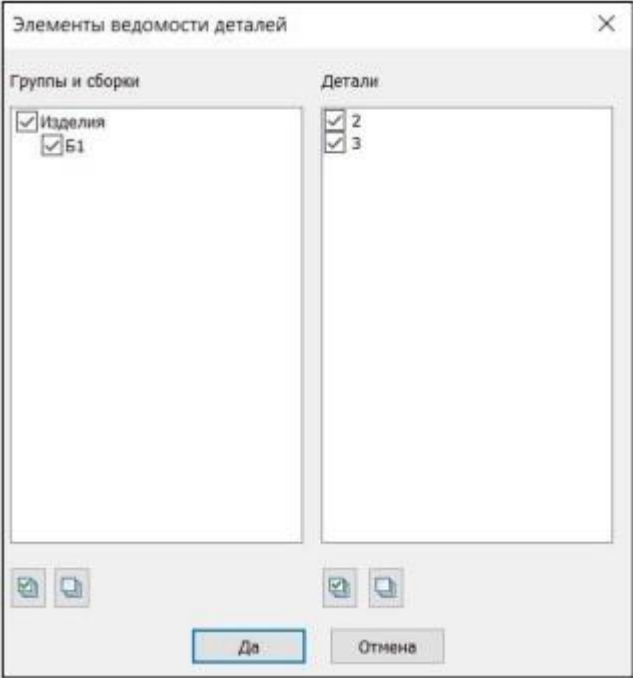 Элементы ведомости деталей
Группы и сборки
Детали
Изделия
Б1
2
3
Да
Отмена